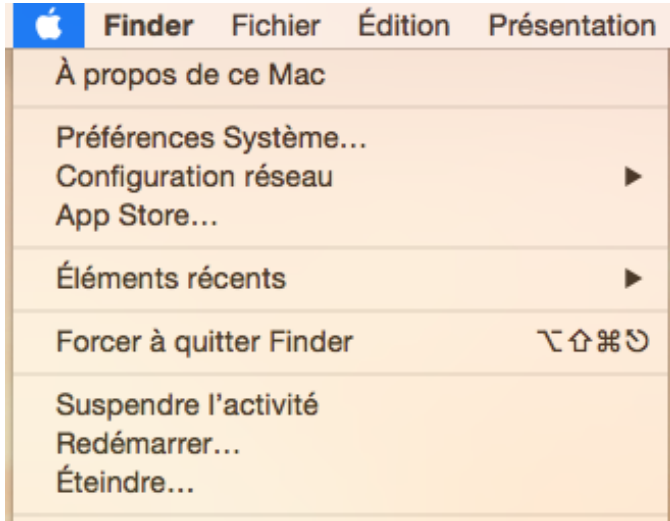 Finder Fichier Édition Présentation
À propos de ce Mac
Préférences Système…
Configuration réseau ▶
App Store…
Éléments récents ▶
Forcer à quitter Finder ⌥⇧⌘⎋
Suspendre l’activité
Redémarrer…
Éteindre…